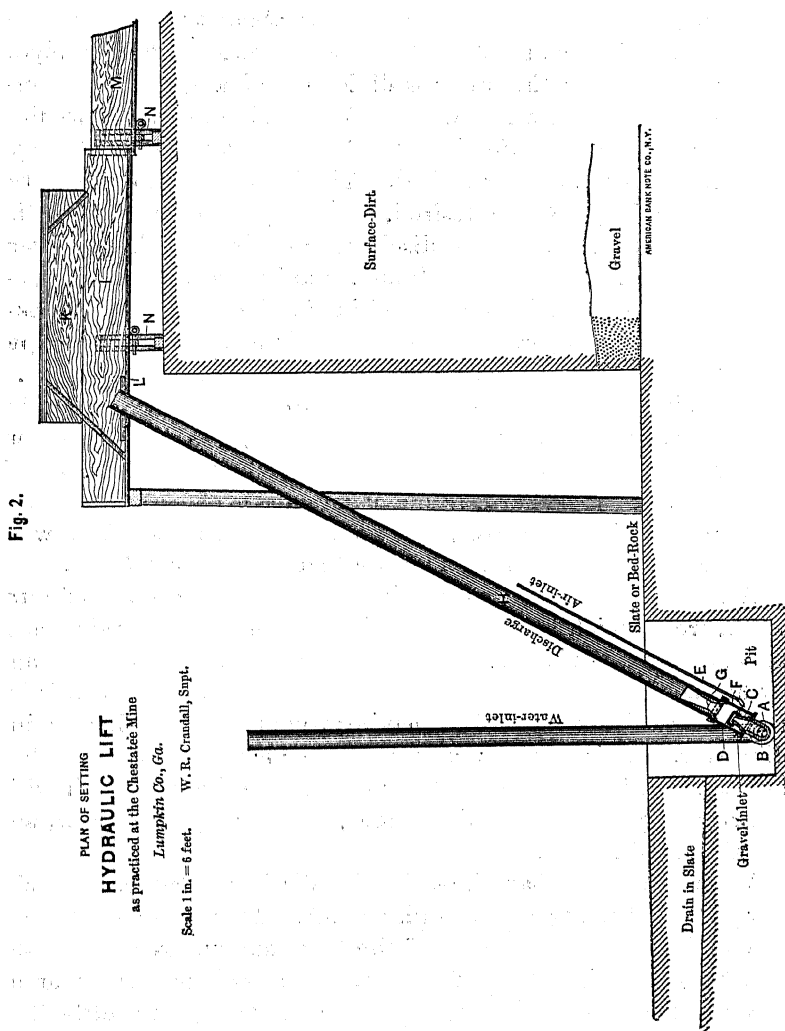 Fig. 2.
PLAN OF SETTING
HYDRAULIC LIFT
as practiced at the Chestatee Mine
Lumpkin Co., Ga.
Scale 1 in. = 6 feet. W. R. Crandall, Supt.
K
I
M
N
N
L
Surface-Dirt
Gravel
AMERICAN BANK NOTE CO., N.Y.
Slate or Bed-Rock
Water-inlet
Discharge
H
Air-inlet
Pit
E
G
F
C
A
D
B
Drain in Slate
Gravel-inlet